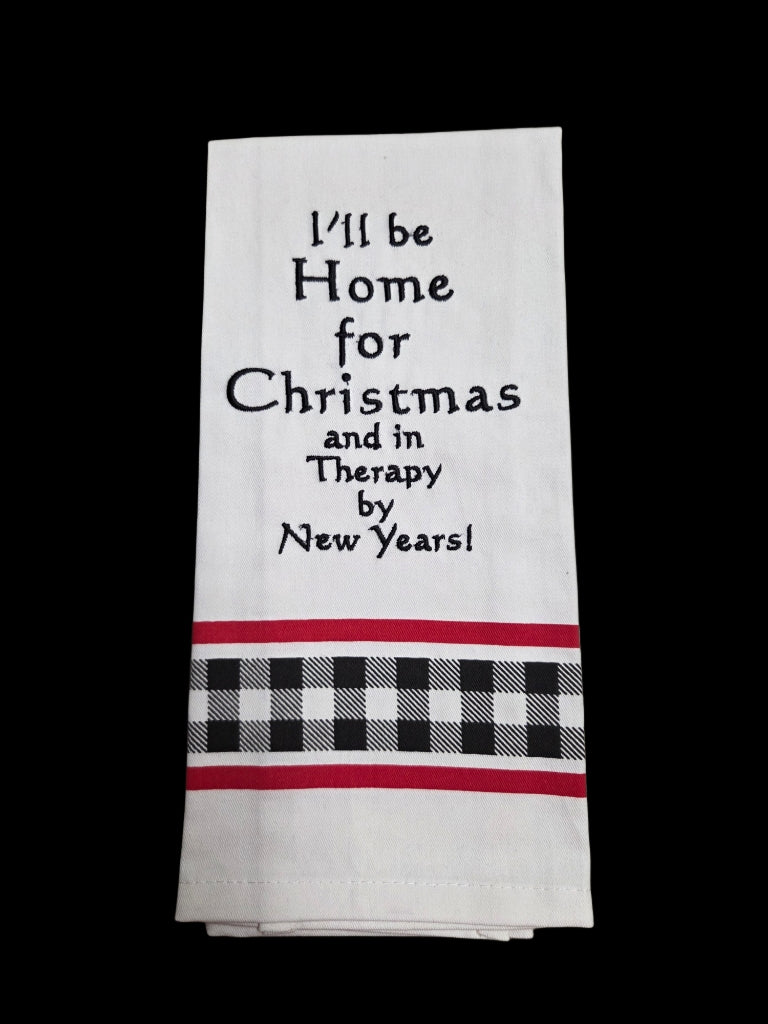 I'll be
Home
for
Christmas
and in
Therapy
by
New Years!